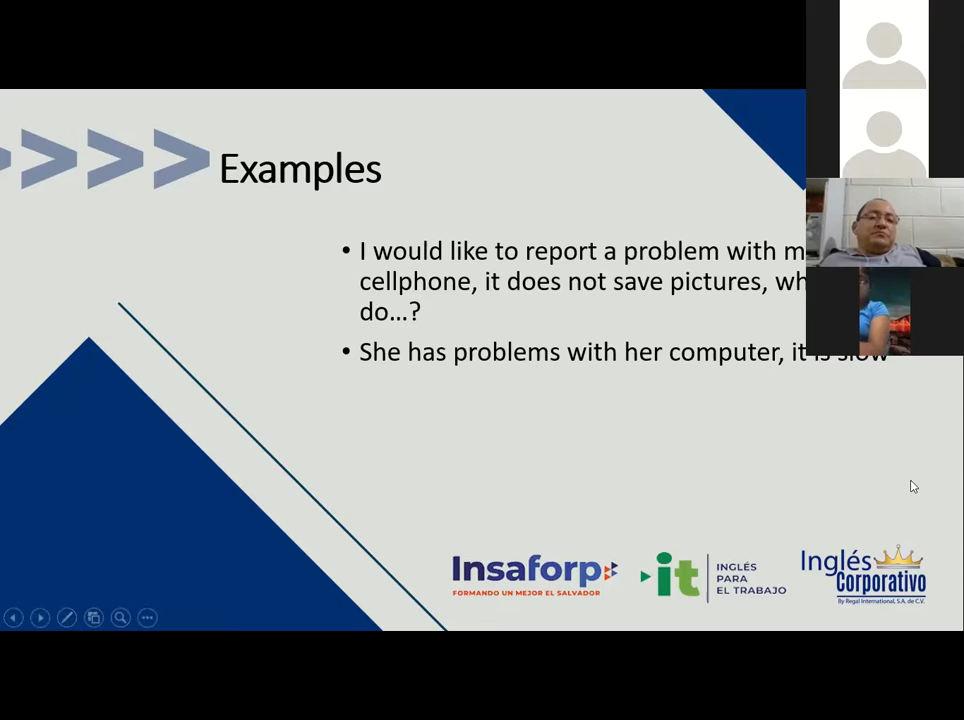 Examples
• I would like to report a problem with
cellphone, it does not save pictures,
do...?
• She has problems with her computer, it is slow
Insaforp
FORMANDO UN MEJOR EL SALVADOR
it
INGLÉS
PARA
EL TRABAJO
Inglés
Corporativo
By Regal International, S.A. de C.V.